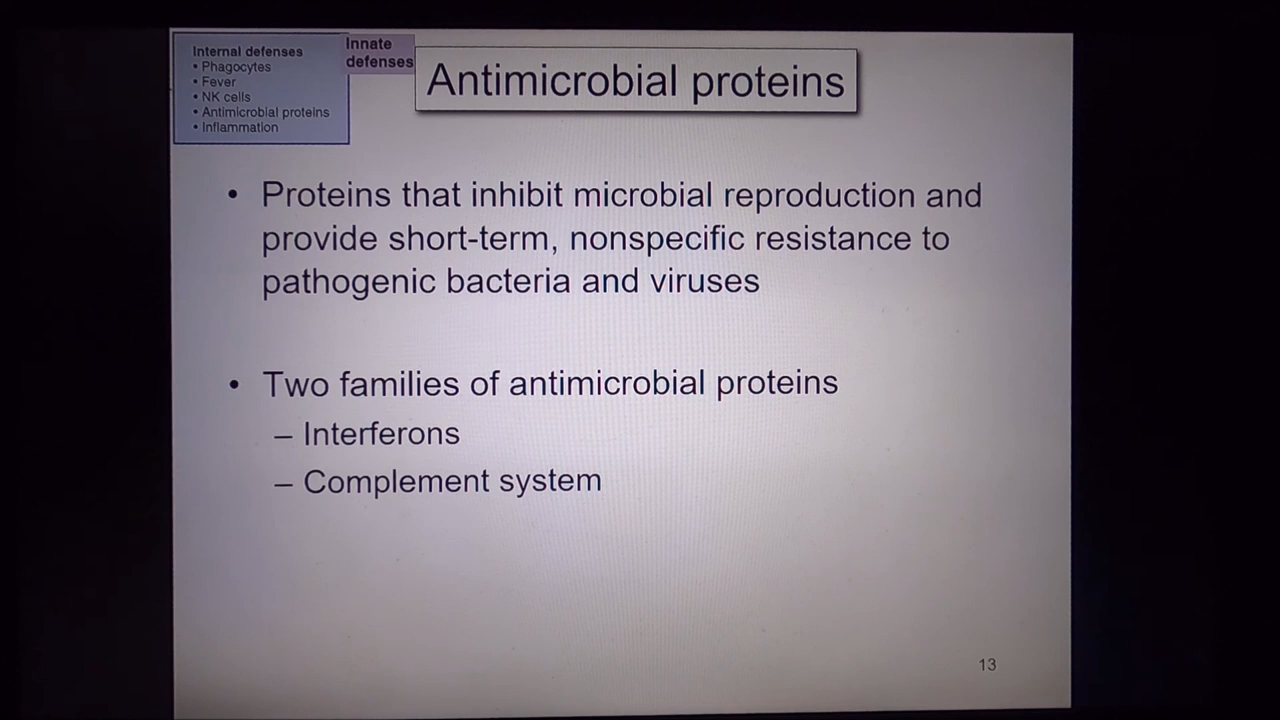 Internal defenses
• Phagocytes
• Fever
• NK cells
• Antimicrobial proteins
• Inflammation
Innate
defenses
Antimicrobial proteins
• Proteins that inhibit microbial reproduction and
provide short-term, nonspecific resistance to
pathogenic bacteria and viruses
• Two families of antimicrobial proteins
– Interferons
– Complement system
13